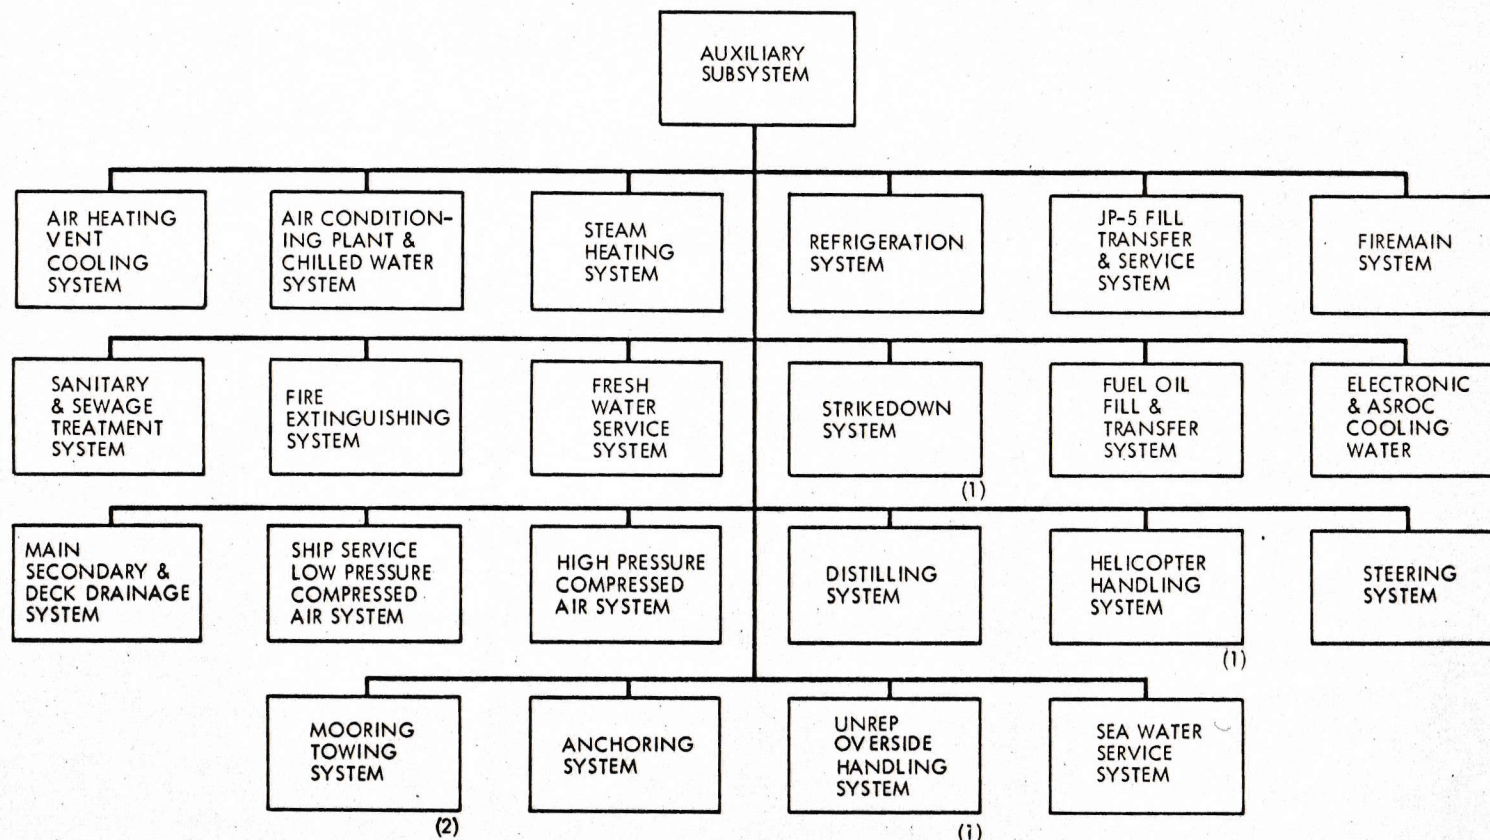 AUXILIARY
SUBSYSTEM
AIR HEATING
VENT
COOLING
SYSTEM
AIR CONDITION-
ING PLANT &
CHILLED WATER
SYSTEM
STEAM
HEATING
SYSTEM
REFRIGERATION
SYSTEM
JP-5 FILL
TRANSFER
& SERVICE
SYSTEM
FIREMAIN
SYSTEM
SANITARY
& SEWAGE
TREATMENT
SYSTEM
FIRE
EXTINGUISHING
SYSTEM
FRESH
WATER
SERVICE
SYSTEM
STRIKEDOWN
SYSTEM
(1)
FUEL OIL
FILL &
TRANSFER
SYSTEM
ELECTRONIC
& ASROC
COOLING
WATER
MAIN
SECONDARY &
DECK DRAINAGE
SYSTEM
SHIP SERVICE
LOW PRESSURE
COMPRESSED
AIR SYSTEM
HIGH PRESSURE
COMPRESSED
AIR SYSTEM
DISTILLING
SYSTEM
HELICOPTER
HANDLING
SYSTEM
(1)
STEERING
SYSTEM
MOORING
TOWING
SYSTEM
(2)
ANCHORING
SYSTEM
UNREP
OVERSIDE
HANDLING
SYSTEM
(1)
SEA WATER
SERVICE
SYSTEM